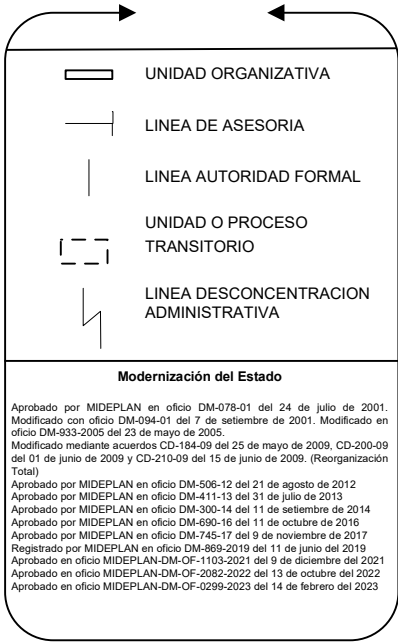 UNIDAD ORGANIZATIVA
LINEA DE ASESORIA
LINEA AUTORIDAD FORMAL
UNIDAD O PROCESO
TRANSITORIO
LINEA DESCONCENTRACION
ADMINISTRATIVA
Modernización del Estado
Aprobado por MIDEPLAN en oficio DM-078-01 del 24 de julio de 2001.
Modificado con oficio DM-094-01 del 7 de setiembre de 2001. Modificado en
oficio DM-933-2005 del 23 de mayo de 2005.
Modificado mediante acuerdos CD-184-09 del 25 de mayo de 2009, CD-200-09
del 01 de junio de 2009 y CD-210-09 del 15 de junio de 2009. (Reorganización
Total)
Aprobado por MIDEPLAN en oficio DM-506-12 del 21 de agosto de 2012
Aprobado por MIDEPLAN en oficio DM-411-13 del 31 de julio de 2013
Aprobado por MIDEPLAN en oficio DM-300-14 del 11 de setiembre de 2014
Aprobado por MIDEPLAN en oficio DM-690-16 del 11 de octubre de 2016
Aprobado por MIDEPLAN en oficio DM-745-17 del 9 de noviembre de 2017
Registrado por MIDEPLAN en oficio DM-869-2019 del 11 de junio del 2019
Aprobado en oficio MIDEPLAN-DM-OF-1103-2021 del 9 de diciembre del 2021
Aprobado en oficio MIDEPLAN-DM-OF-2082-2022 del 13 de octubre del 2022
Aprobado en oficio MIDEPLAN-DM-OF-0299-2023 del 14 de febrero del 2023